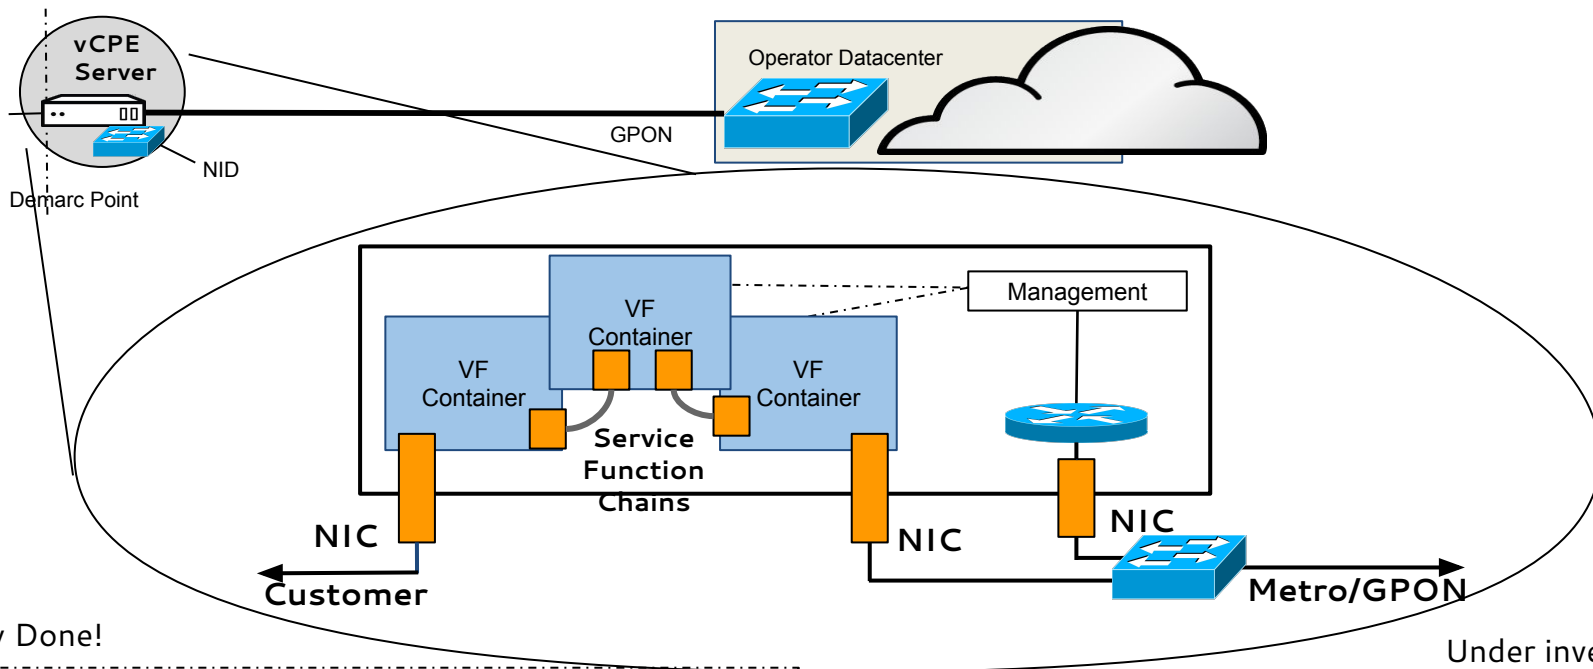 vCPE
Server
Operator Datacenter
GPON
NID
Demarc Point
VF
Container
Management
VF
Container
VF
Container
Service
Function
Chains
NIC
NIC
NIC
Customer
Metro/GPON
Done!
Under